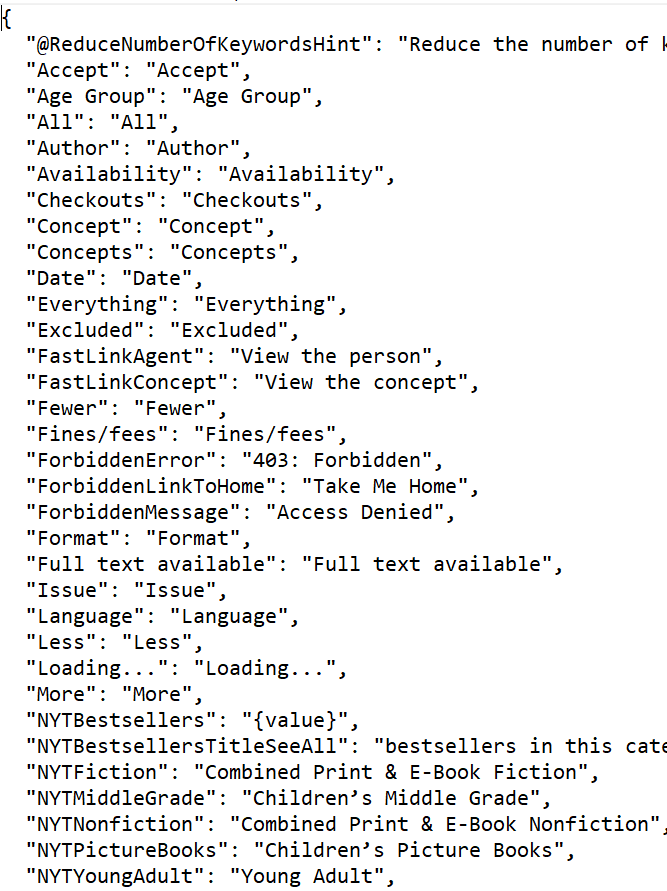 {
"@ReduceNumberOfKeywordsHint": "Reduce the number of
"Accept": "Accept",
"Age Group": "Age Group",
"All": "All",
"Author": "Author",
"Availability": "Availability",
"Checkouts": "Checkouts",
"Concept": "Concept",
"Concepts": "Concepts",
"Date": "Date",
"Everything": "Everything",
"Excluded": "Excluded",
"FastLinkAgent": "View the person",
"FastLinkConcept": "View the concept",
"Fewer": "Fewer",
"Fines/fees": "Fines/fees",
"ForbiddenError": "403: Forbidden",
"ForbiddenLinkToHome": "Take Me Home",
"ForbiddenMessage": "Access Denied",
"Format": "Format",
"Full text available": "Full text available",
"Issue": "Issue",
"Language": "Language",
"Less": "Less",
"Loading...": "Loading...",
"More": "More",
"NYTBestsellers": "{value}",
"NYTBestsellersTitleSeeAll": "bestsellers in this cate
"NYTFiction": "Combined Print & E-Book Fiction",
"NYTMiddleGrade": "Children’s Middle Grade",
"NYTNonfiction": "Combined Print & E-Book Nonfiction",
"NYTPictureBooks": "Children’s Picture Books",
"NYTYoungAdult": "Young Adult",